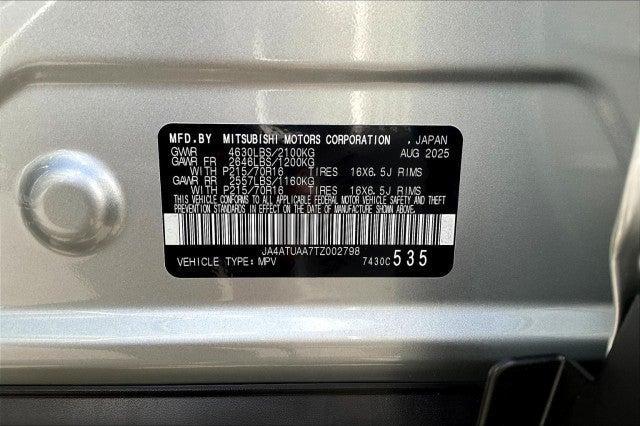 MFD.BY MITSUBISHI MOTORS CORPORATION , JAPAN
GVWR 4630LBS/2100KG AUG 2025
GAWR FR 2646LBS/1200KG
WITH P215/70R16 TIRES 16X6.5J RIMS
GAWR RR 2557LBS/1160KG
WITH P215/70R16 TIRES 16X6.5J RIMS
THIS VEHICLE CONFORMS TO ALL APPLICABLE FEDERAL MOTOR VEHICLE SAFETY AND THEFT
PREVENTION STANDARDS IN EFFECT ON THE DATE OF MANUFACTURE SHOWN ABOVE.
JA4ATUAA7TZ002798
VEHICLE TYPE: MPV 7430C 535